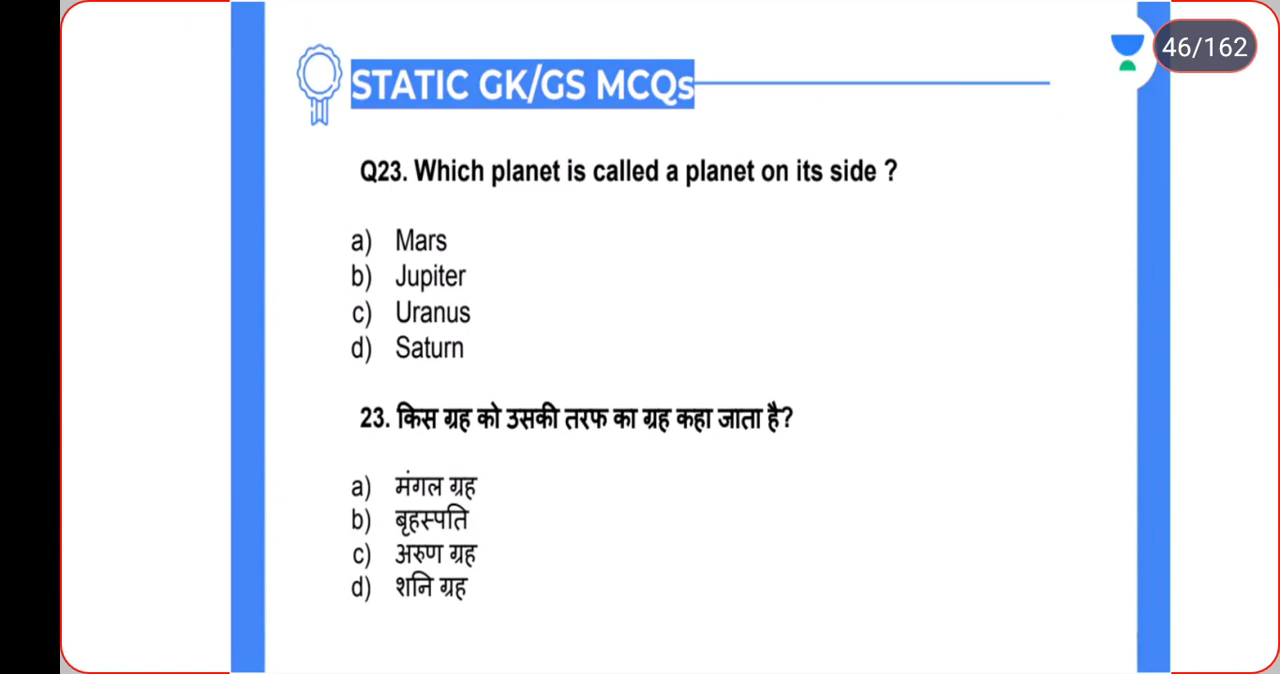 46/162
STATIC GK/GS MCQs
Q23. Which planet is called a planet on its side ?
a) Mars
b) Jupiter
c) Uranus
d) Saturn
23. किस ग्रह को उसकी तरफ का ग्रह कहा जाता है?
a) मंगल ग्रह
b) बृहस्पति
c) अरुण ग्रह
d) शनि ग्रह